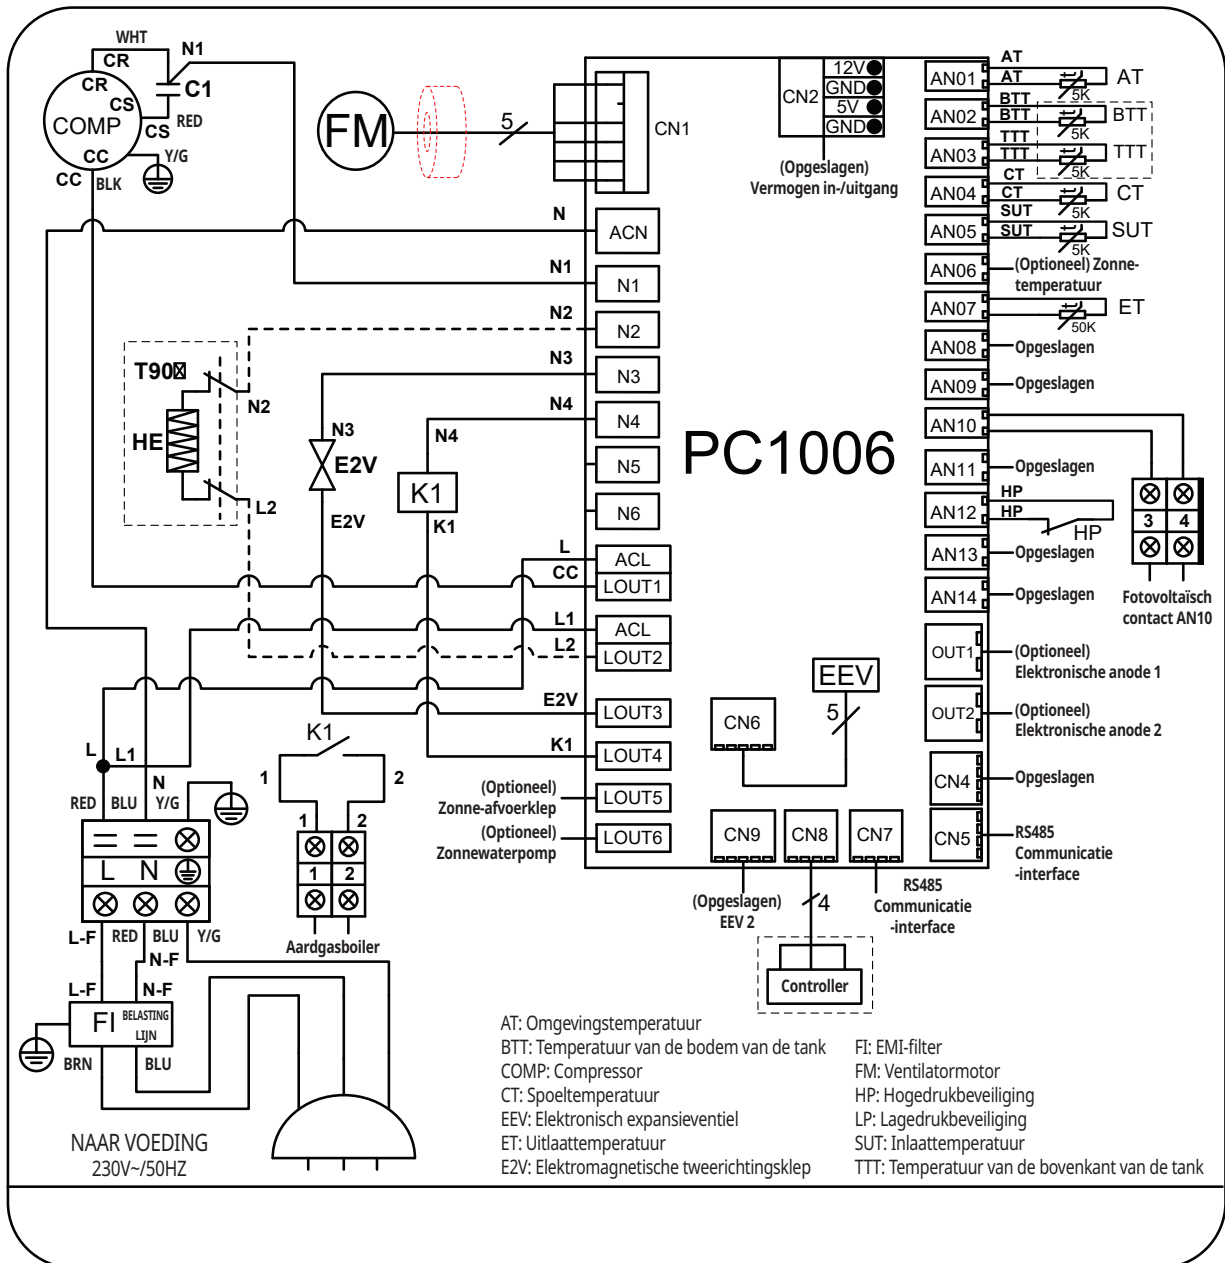 WHT
CR
N1
CR
C1
CS
COMP
CS
RED
CC
Y/G
CC
BLK
FM
5
CN1
CN2
12V
GND
5V
GND
(Opgeslagen)
Vermogen in-/uitgang
AN01
AT
AT
5K
AT
AN02
BTT
BTT
5K
BTT
AN03
TTT
TTT
5K
TTT
AN04
CT
CT
5K
CT
AN05
SUT
SUT
5K
SUT
AN06
(Optioneel) Zonne-
temperatuur
AN07
50K
ET
AN08
Opgeslagen
AN09
Opgeslagen
AN10
AN11
Opgeslagen
AN12
HP
HP
HP
AN13
Opgeslagen
AN14
Opgeslagen
3 4
Fotovoltaïsch
contact AN10
OUT1
(Optioneel)
Elektronische anode 1
OUT2
(Optioneel)
Elektronische anode 2
CN4
Opgeslagen
CN5
RS485
Communicatie
-interface
N
ACN
N1
N1
N2
N2
N3
N3
N4
N4
N5
N6
PC1006
T90
N2
HE
L2
N3
E2V
E2V
N4
K1
K1
L
ACL
CC
LOUT1
L1
ACL
L2
LOUT2
E2V
LOUT3
K1
LOUT4
(Optioneel)
Zonne-afvoerklep
LOUT5
(Optioneel)
Zonnewaterpomp
LOUT6
EEV
5
CN6
CN9
CN8
CN7
(Opgeslagen)
EEV 2
4
RS485
Communicatie
-interface
Controller
L
L1
N
RED
BLU
Y/G
L N
L-F
RED
BLU
Y/G
N-F
L-F
N-F
FI
BELASTING
LIJN
BRN
BLU
K1
1
2
1
2
1 2
Aardgasboiler
NAAR VOEDING
230V~/50HZ
AT: Omgevingstemperatuur
BTT: Temperatuur van de bodem van de tank
COMP: Compressor
CT: Spoeltemperatuur
EEV: Elektronisch expansieventiel
ET: Uitlaattemperatuur
E2V: Elektromagnetische tweerichtingsklep
FI: EMI-filter
FM: Ventilatormotor
HP: Hogedrukbeveiliging
LP: Lagedrukbeveiliging
SUT: Inlaattemperatuur
TTT: Temperatuur van de bovenkant van de tank